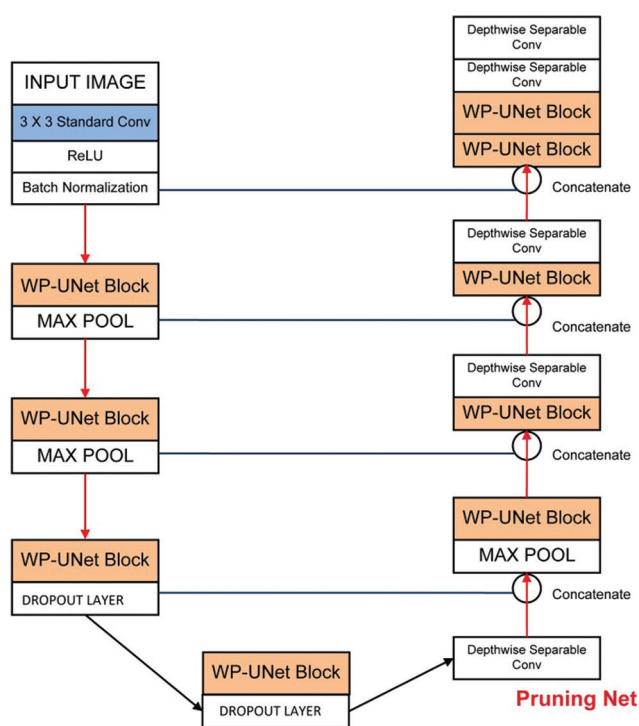 INPUT IMAGE
3 X 3 Standard Conv
ReLU
Batch Normalization
WP-UNet Block
MAX POOL
WP-UNet Block
MAX POOL
WP-UNet Block
DROPOUT LAYER
WP-UNet Block
DROPOUT LAYER
Depthwise Separable
Conv
Depthwise Separable
Conv
WP-UNet Block
WP-UNet Block
Concatenate
Depthwise Separable
Conv
WP-UNet Block
Concatenate
Depthwise Separable
Conv
WP-UNet Block
Concatenate
WP-UNet Block
MAX POOL
Concatenate
Depthwise Separable
Conv
Pruning Net